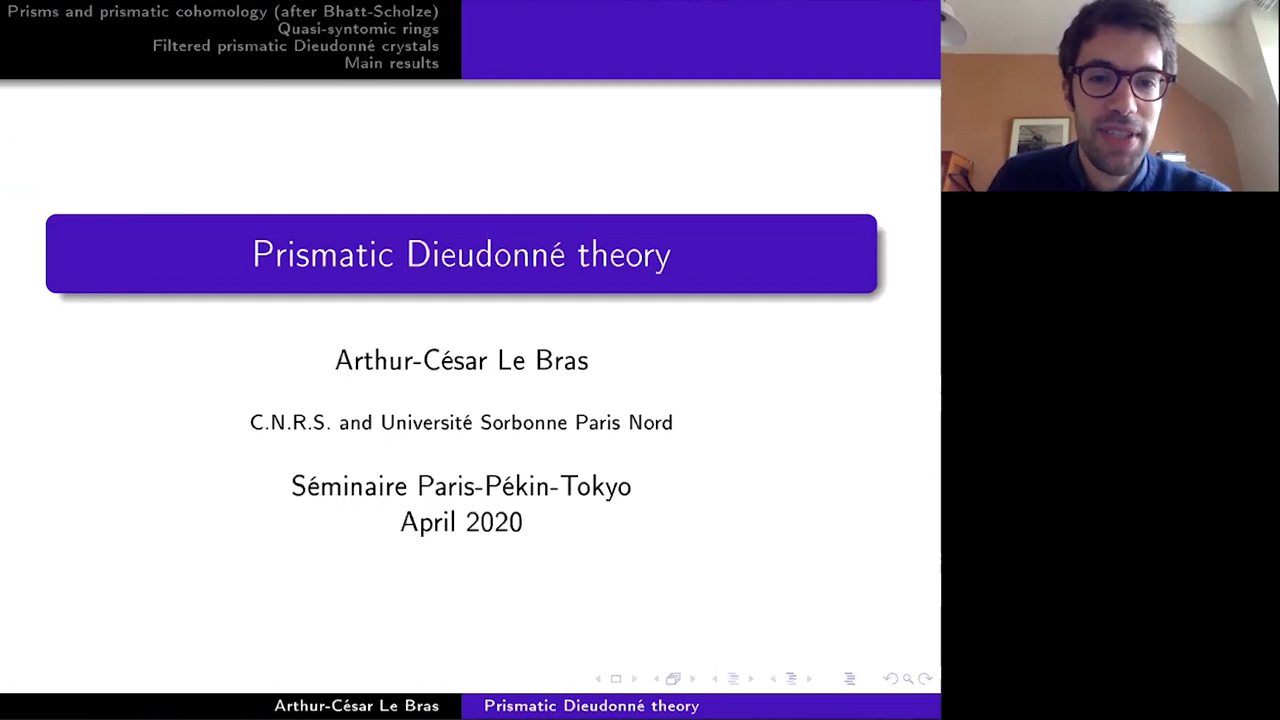 Prisms and prismatic cohomology (after Bhatt-Scholze)
Quasi-syntomic rings
Filtered prismatic Dieudonné crystals
Main results
Prismatic Dieudonné theory
Arthur-César Le Bras
C.N.R.S. and Université Sorbonne Paris Nord
Séminaire Paris-Pékin-Tokyo
April 2020
Arthur-César Le Bras
Prismatic Dieudonné theory